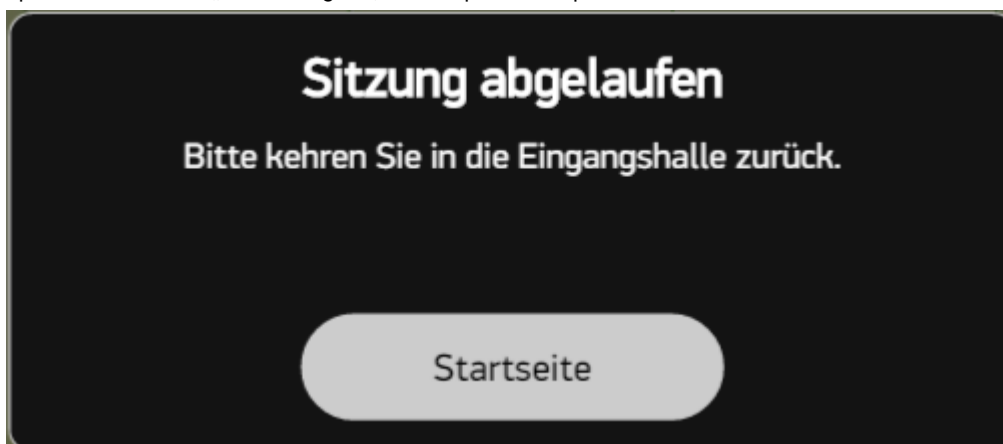 Sitzung abgelaufen
Bitte kehren Sie in die Eingangshalle zurück.
Startseite